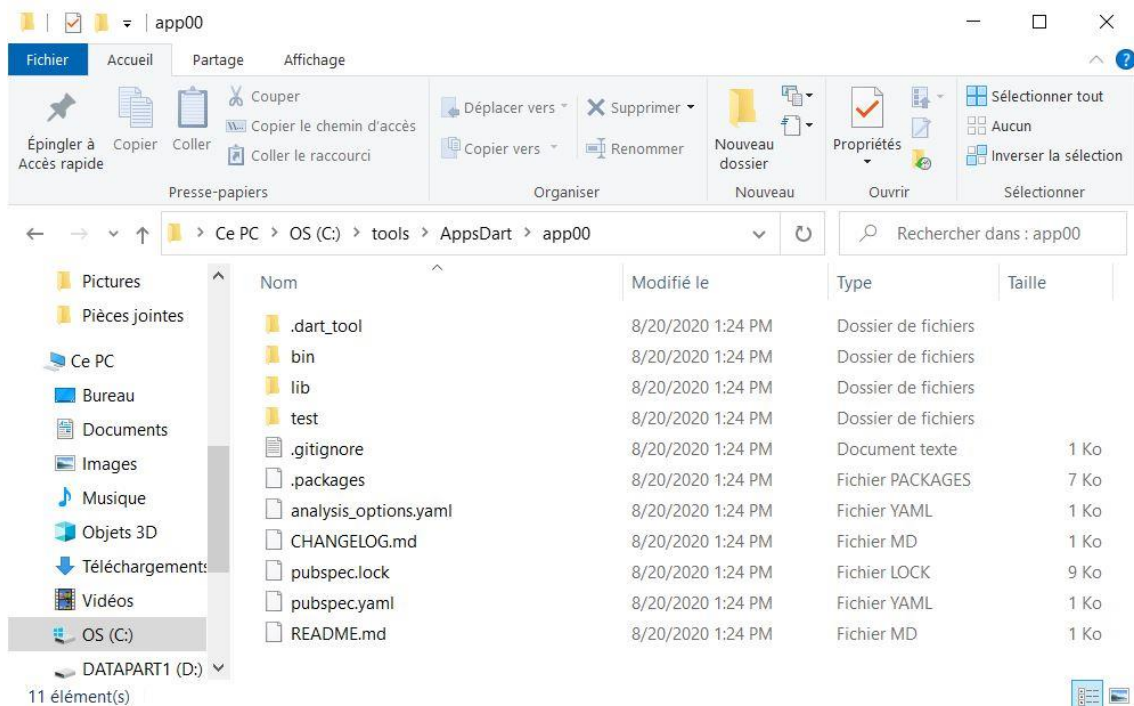 app00
Fichier Accueil Partage Affichage
Épingler à Accès rapide
Copier
Coller
Couper
Copier le chemin d'accès
Coller le raccourci
Presse-papiers
Déplacer vers
Copier vers
Supprimer
Renommer
Organiser
Nouveau dossier
Nouveau
Propriétés
Ouvrir
Sélectionner tout
Aucun
Inverser la sélection
Sélectionner
Ce PC > OS (C:) > tools > AppsDart > app00
Rechercher dans : app00
Pictures
Pièces jointes
Ce PC
Bureau
Documents
Images
Musique
Objets 3D
Téléchargements
Vidéos
OS (C:)
DATAPART1 (D:)
Nom Modifié le Type Taille
.dart_tool 8/20/2020 1:24 PM Dossier de fichiers
bin 8/20/2020 1:24 PM Dossier de fichiers
lib 8/20/2020 1:24 PM Dossier de fichiers
test 8/20/2020 1:24 PM Dossier de fichiers
.gitignore 8/20/2020 1:24 PM Document texte 1 Ko
.packages 8/20/2020 1:24 PM Fichier PACKAGES 7 Ko
analysis_options.yaml 8/20/2020 1:24 PM Fichier YAML 1 Ko
CHANGELOG.md 8/20/2020 1:24 PM Fichier MD 1 Ko
pubspec.lock 8/20/2020 1:24 PM Fichier LOCK 9 Ko
pubspec.yaml 8/20/2020 1:24 PM Fichier YAML 1 Ko
README.md 8/20/2020 1:24 PM Fichier MD 1 Ko
11 élément(s)